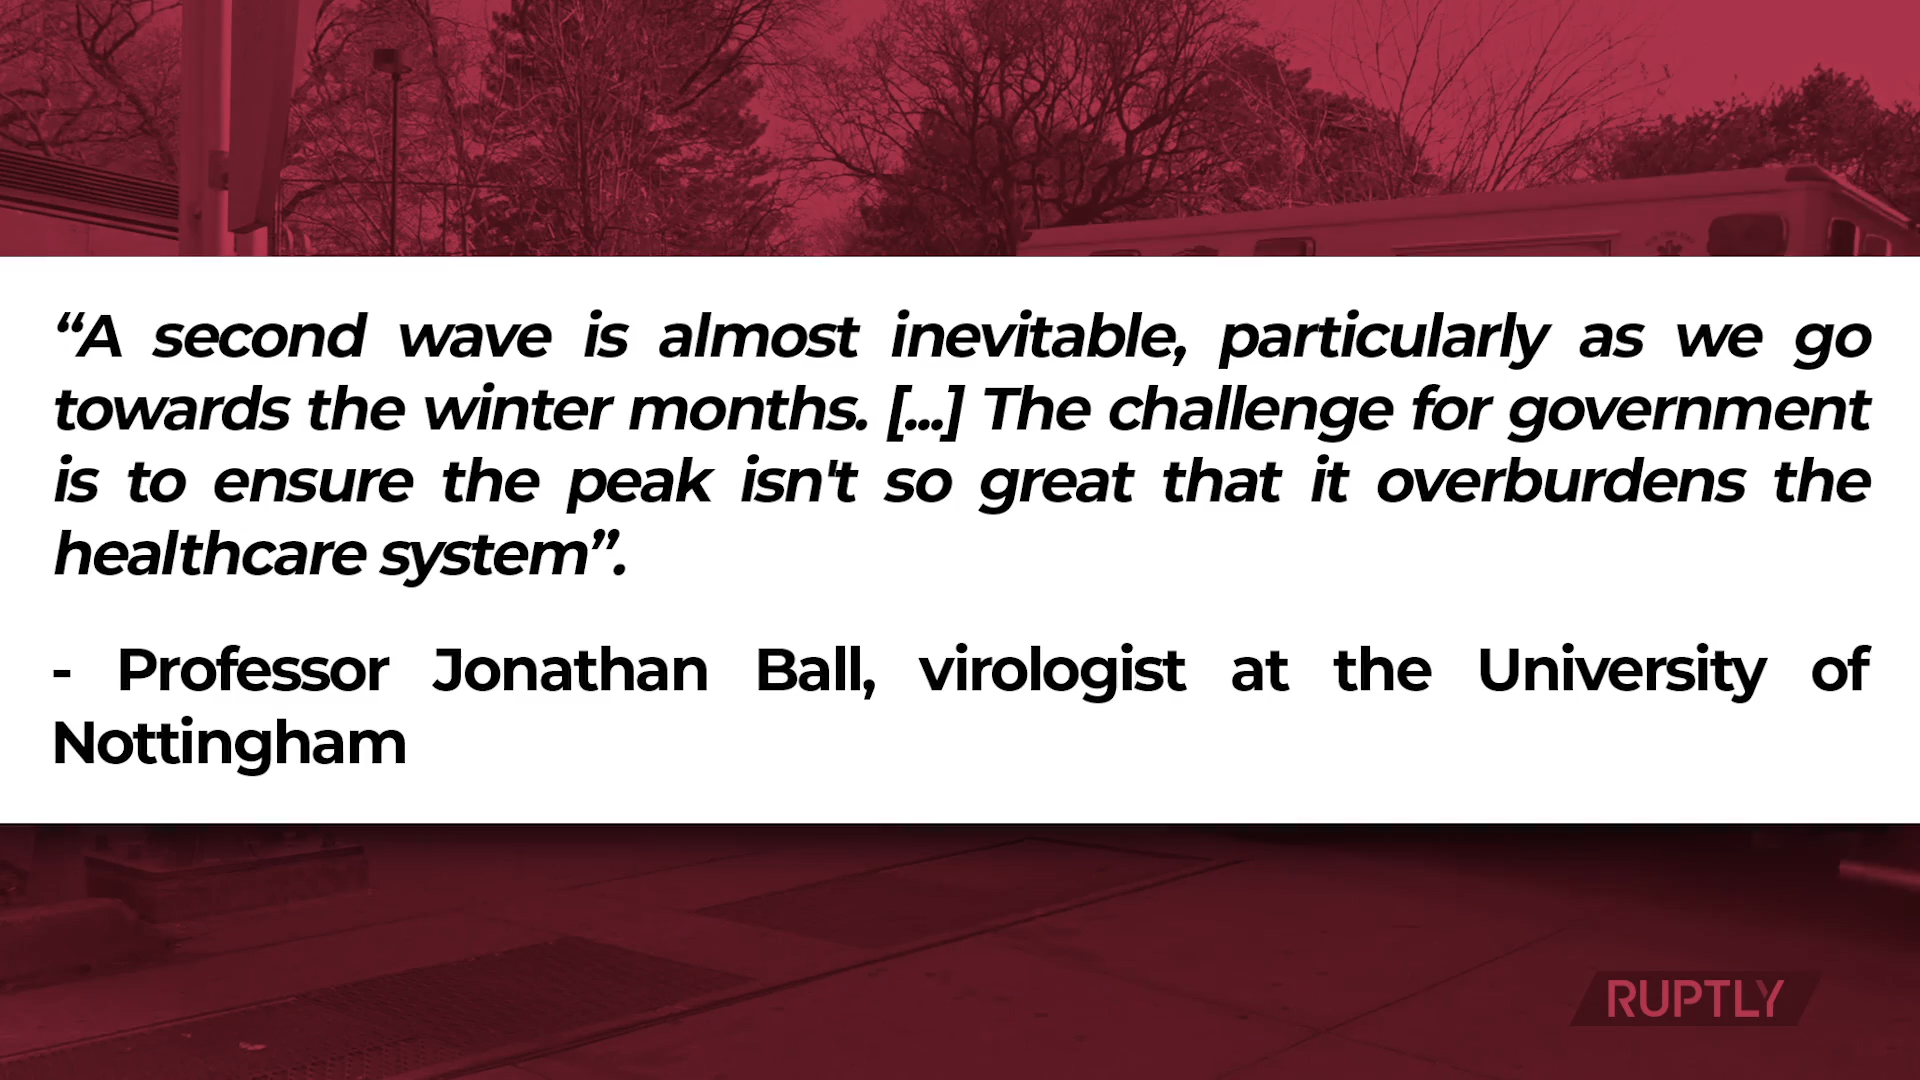 “A second wave is almost inevitable, particularly as we go
towards the winter months. [...] The challenge for government
is to ensure the peak isn't so great that it overburdens the
healthcare system”.
- Professor Jonathan Ball, virologist at the University of
Nottingham
RUPTLY